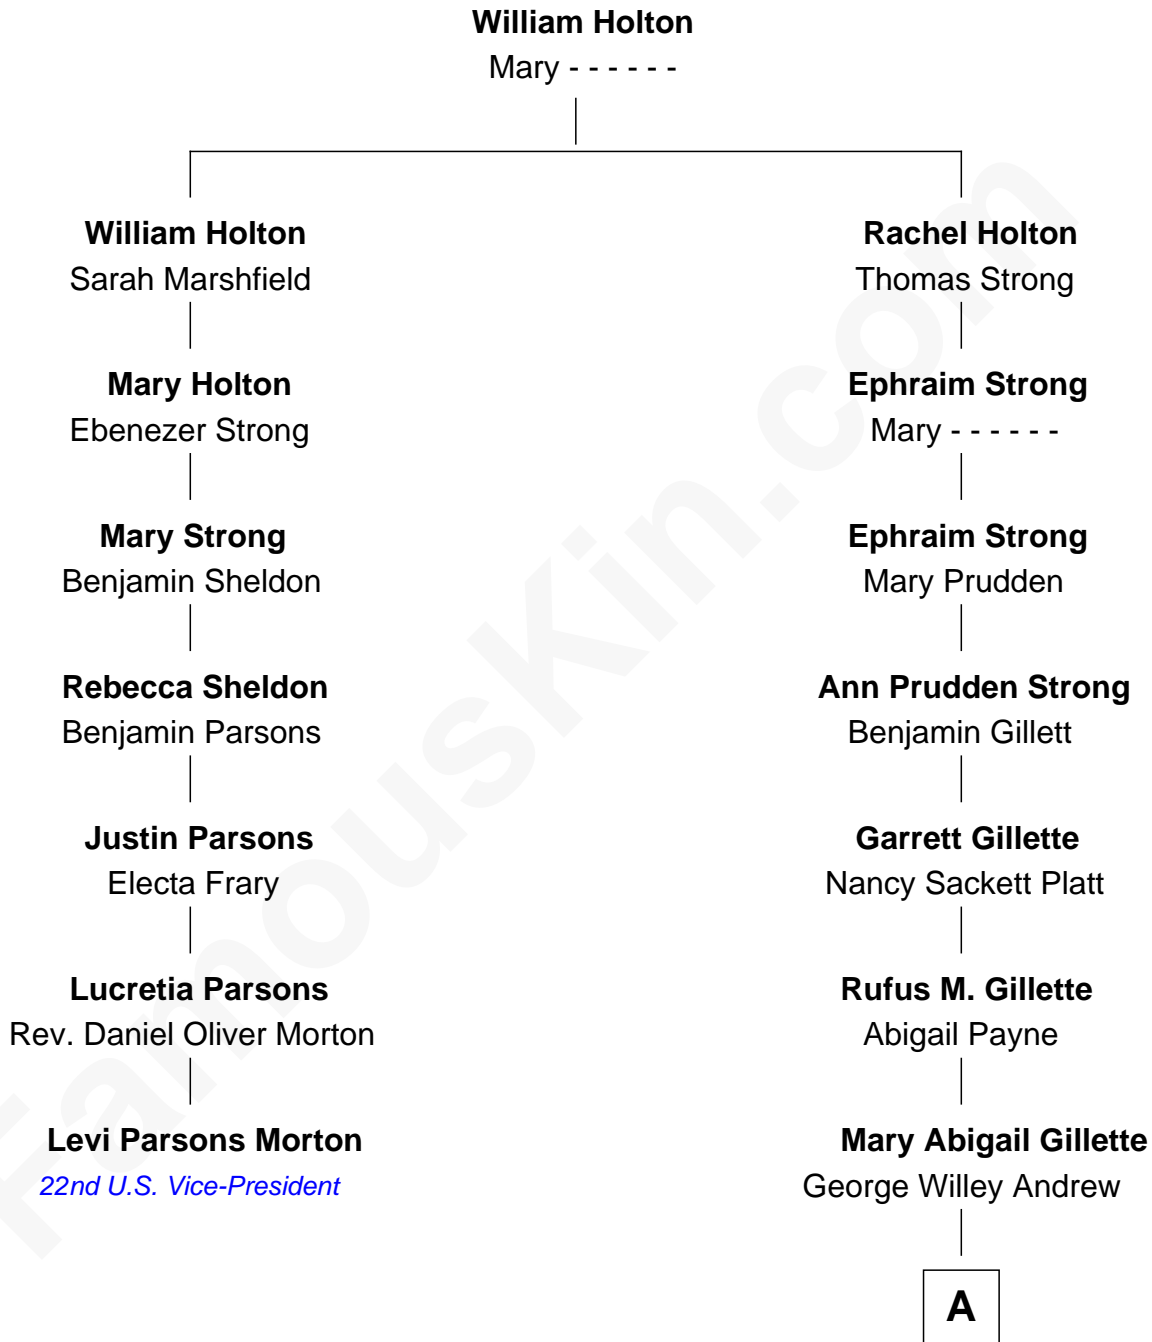 William Holton
Mary - - - - - -
William Holton
Sarah Marshfield
Rachel Holton
Thomas Strong
Mary Holton
Ebenezer Strong
Ephraim Strong
Mary - - - - - -
Mary Strong
Benjamin Sheldon
Ephraim Strong
Mary Prudden
Rebecca Sheldon
Benjamin Parsons
Ann Prudden Strong
Benjamin Gillett
Justin Parsons
Electa Frary
Garrett Gillette
Nancy Sackett Platt
Lucretia Parsons
Rev. Daniel Oliver Morton
Rufus M. Gillette
Abigail Payne
Levi Parsons Morton
22nd U.S. Vice-President
Mary Abigail Gillette
George Willey Andrew
A
FamousKin.com